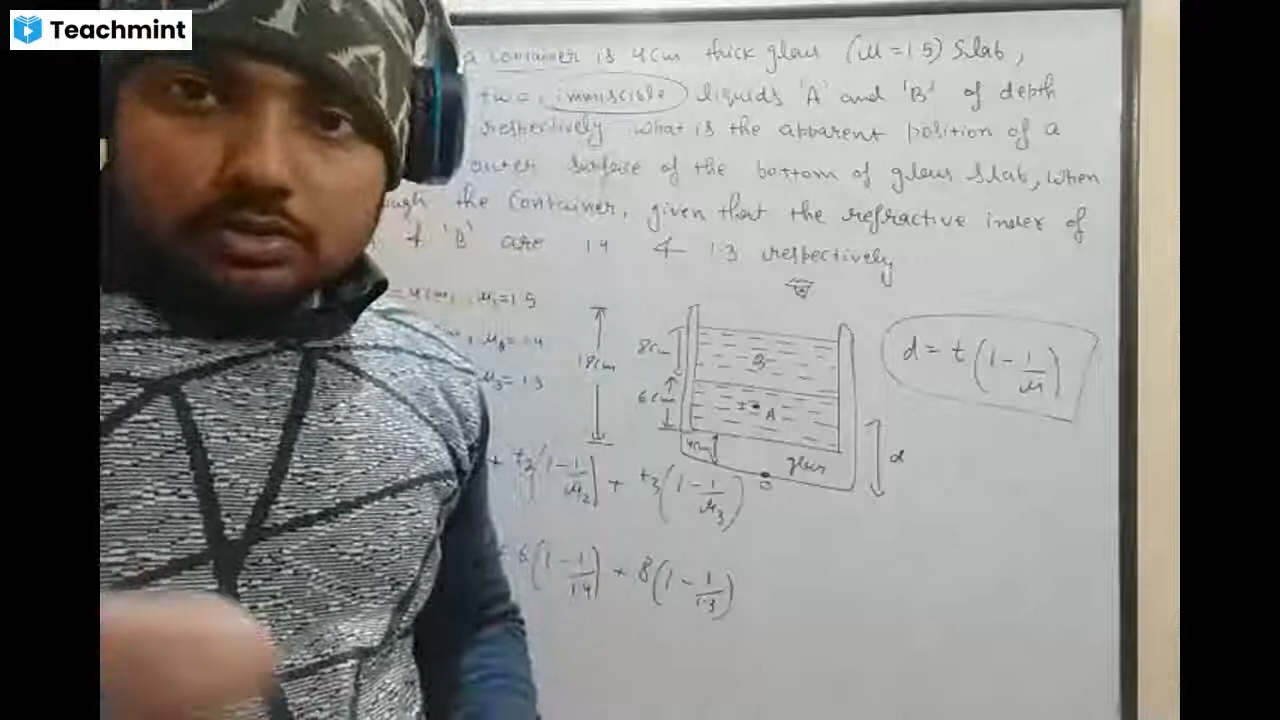 Teachmint
a container is 4cm thick glass (μ = 1.5) Slab,
two immiscible liquids 'A' and 'B' of depth
respectively what is the apparent position of a
outer surface of the bottom of glass slab, when
the container, given that the refractive index of
'B' are 1.4 & 1.3 respectively
= 4cm, μ₁ = 1.5
18cm
8cm
B
d = t(1 - 1/μ)
μ₃ = 1.3
6cm
I
A
4cm
glass
d
O
+ t₂(1 - 1/μ₂) + t₃(1 - 1/μ₃)
6(1 - 1/1.4) + 8(1 - 1/1.3)